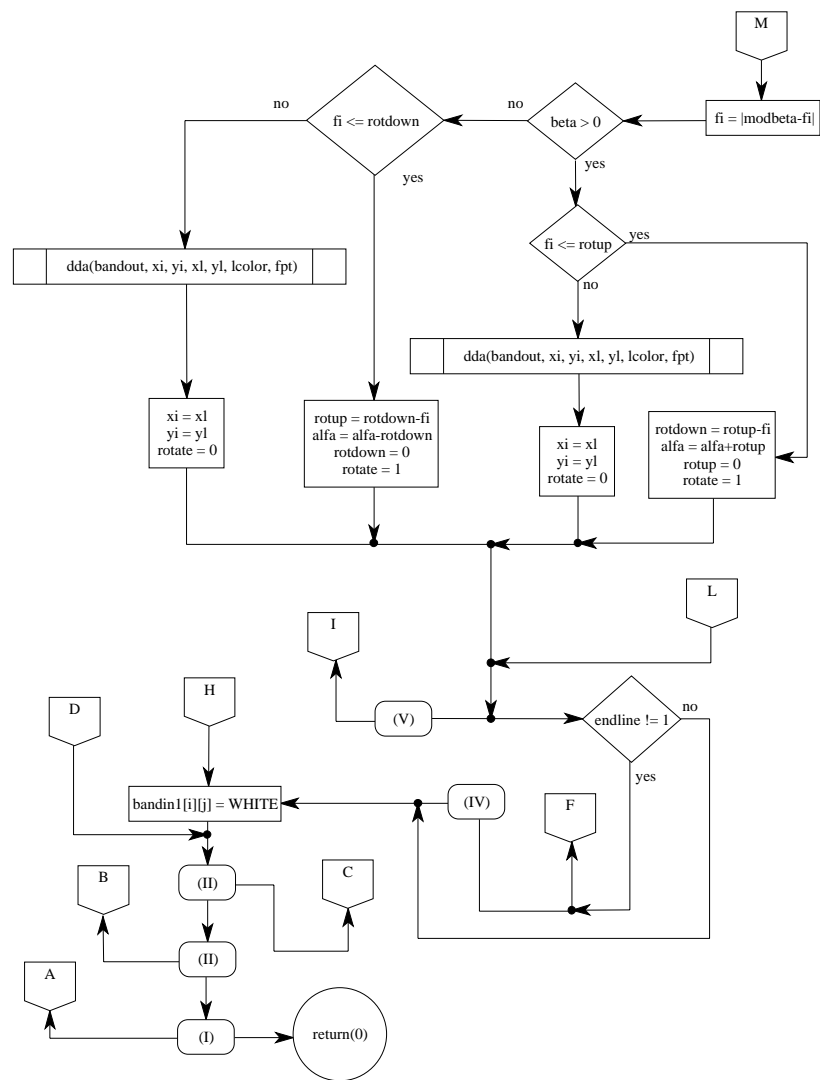 M
no
fi <= rotdown
no
beta > 0
fi = |modbeta-fi|
yes
yes
fi <= rotup
yes
dda(bandout, xi, yi, xl, yl, lcolor, fpt)
no
dda(bandout, xi, yi, xl, yl, lcolor, fpt)
xi = xl
yi = yl
rotate = 0
rotup = rotdown-fi
alfa = alfa-rotdown
rotdown = 0
rotate = 1
xi = xl
yi = yl
rotate = 0
rotdown = rotup-fi
alfa = alfa+rotup
rotup = 0
rotate = 1
L
I
H
D
(V)
endline != 1
no
yes
bandin1[i][j] = WHITE
(IV)
F
B
(II)
C
(II)
A
(I)
return(0)